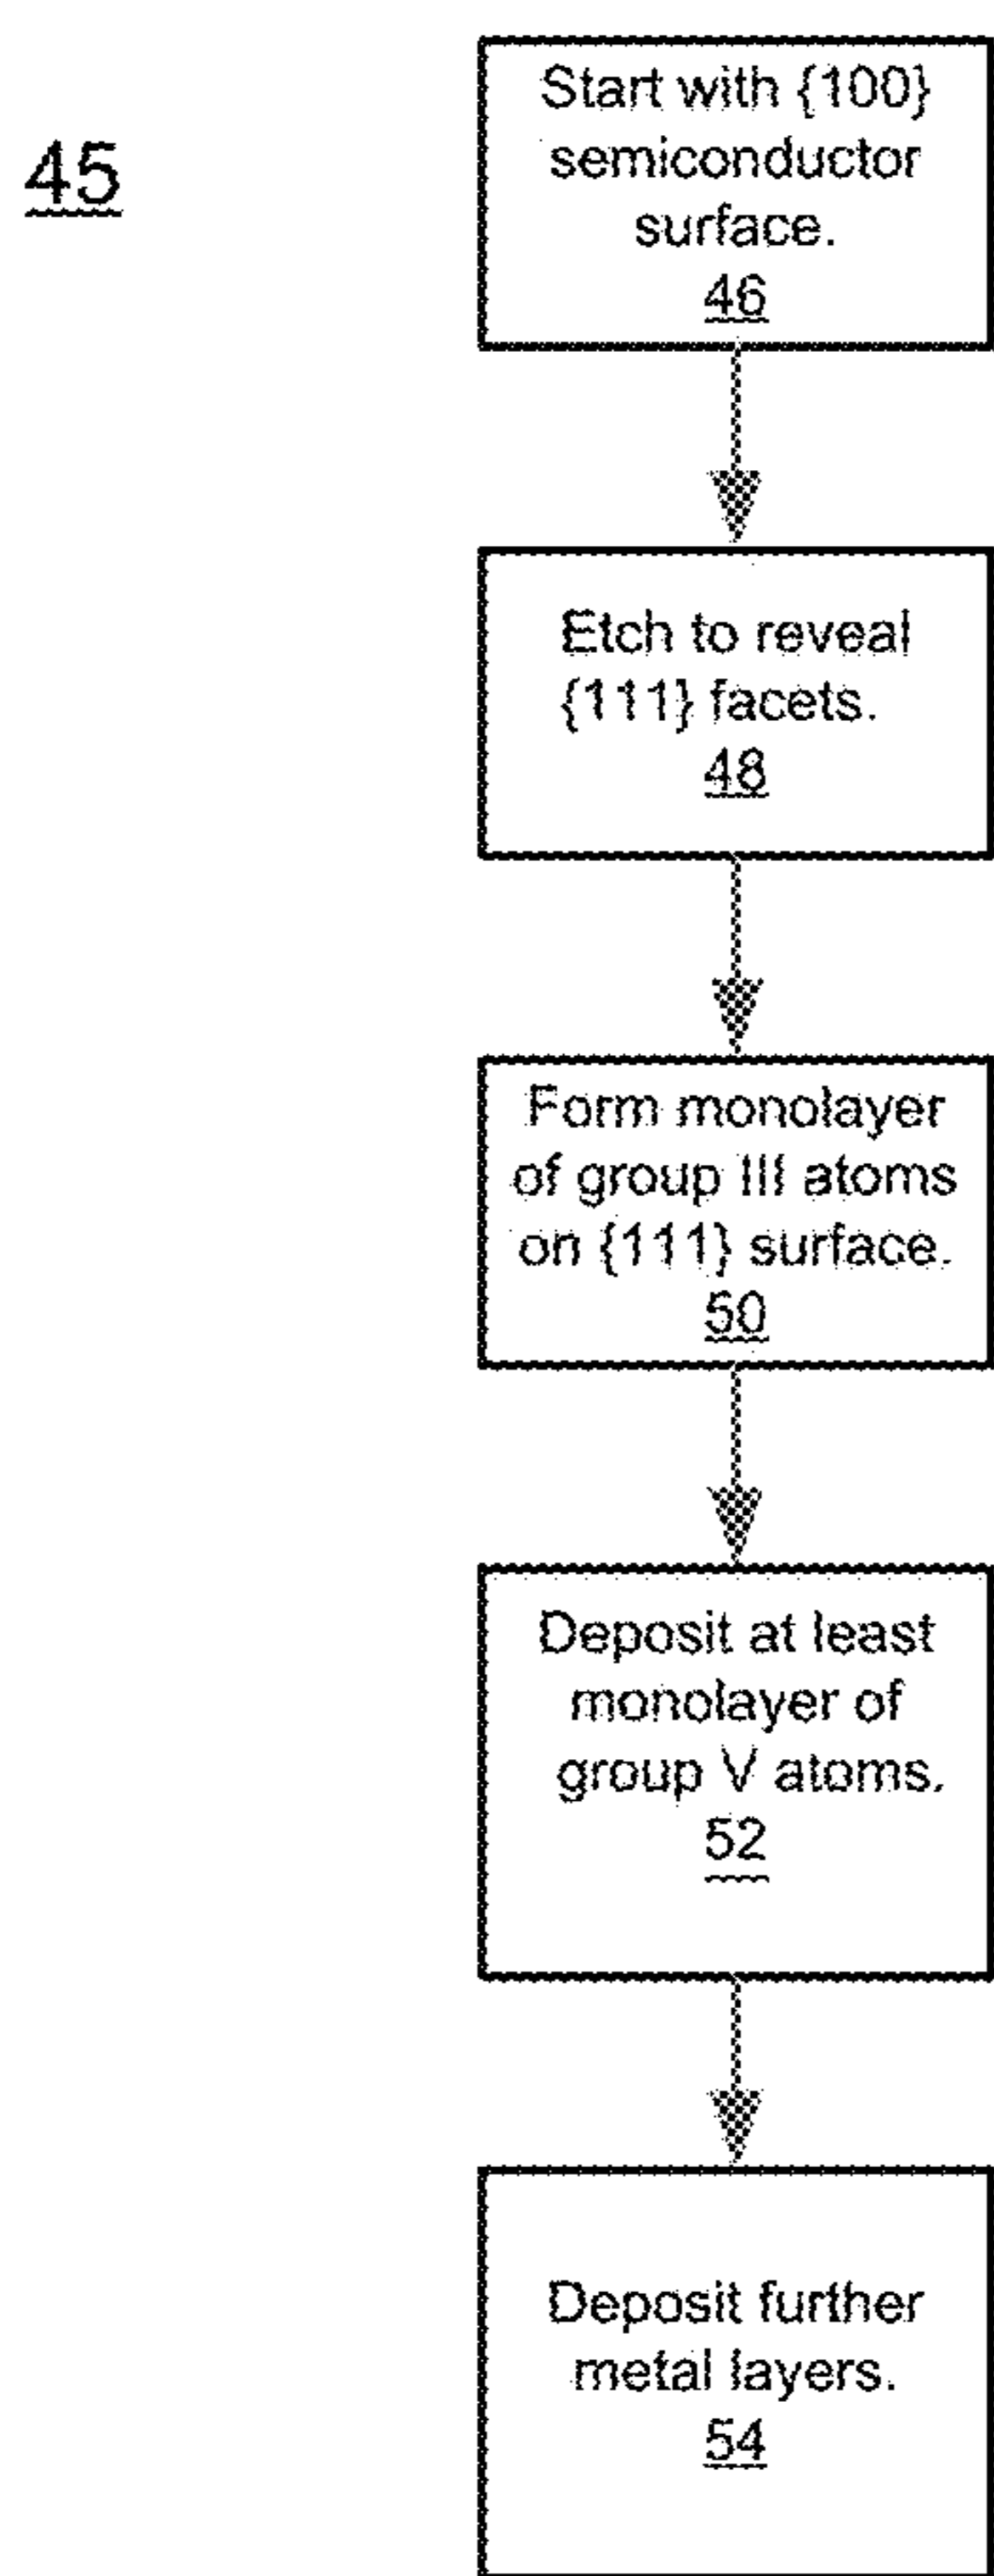 45
Start with {100}
semiconductor
surface.
46
Etch to reveal
{111} facets.
48
Form monolayer
of group III atoms
on {111} surface.
50
Deposit at least
monolayer of
group V atoms.
52
Deposit further
metal layers.
54